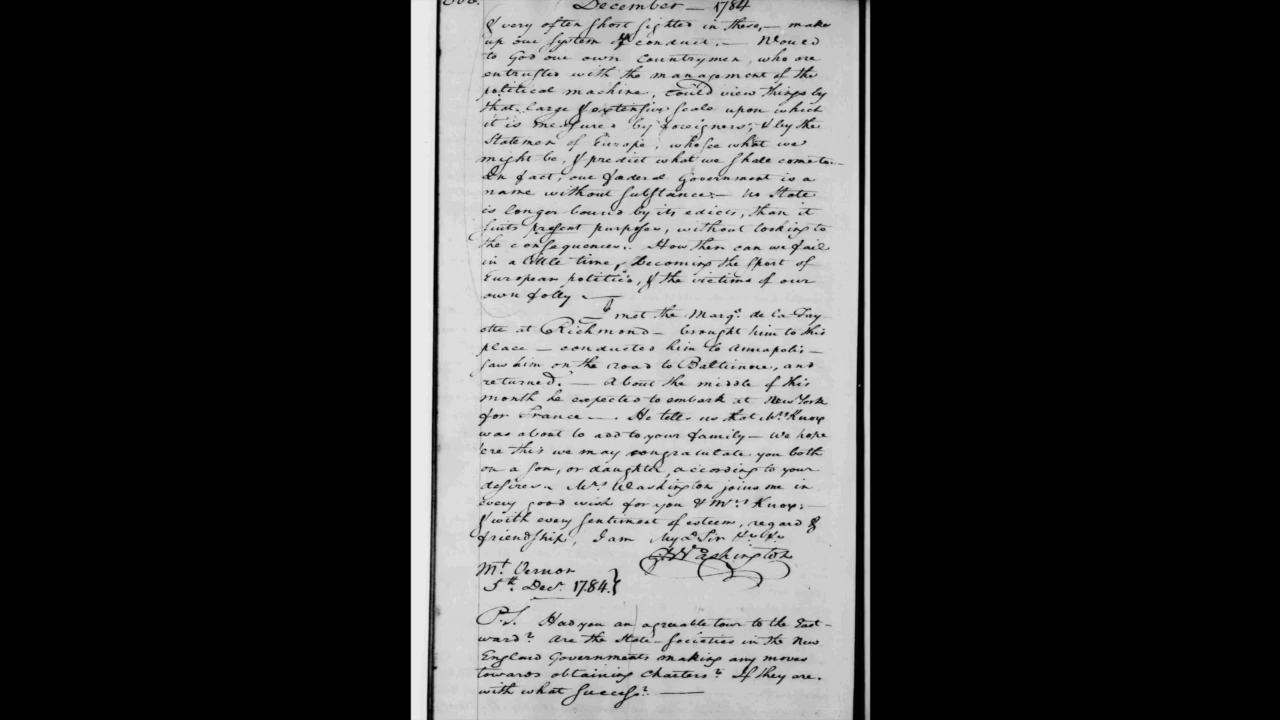 December — 1784
& very often short sighted in these, — make
up our system of conduct. — Would
to God our own Countrymen, who are
entrusted with the management of the
political machine, could view things by
that large & extensive scale upon which
it is measured by foreigners, & by the
Statemen of Europe, who see what we
might be, & predict what we shall come to. —
In fact, our fœderal Government is a
name without substance: — No State
is longer bound by its edicts, than it
suits present purposes, without looking to
the consequences. How then can we fail
in a little time, becoming the sport of
European politics, & the victims of our
own folly. —
I met the Marqs. de la Fay
ette at Richmond — brought him to this
place — conducted him to Annapolis —
saw him on the road to Baltimore, and
returned. — About the middle of this
month he expected to embark at New York
for France. — He tells us that Mrs. Knox
was about to add to your family — We hope
'ere this we may congratulate you both
on a son, or daughter, according to your
desires. Mrs. Washington joins me in
every good wish for you & Mrs. Knox; —
& with every sentiment of esteem, regard &
friendship, I am My Dr Sir &c. &c.
G: Washington
Mt. Vernon
5th. Decr. 1784. }
P.S. Had you an agreeable tour to the East-
ward? Are the State-Societies in the New
England Governments making any moves
towards obtaining Charters? If they are,
with what success? —